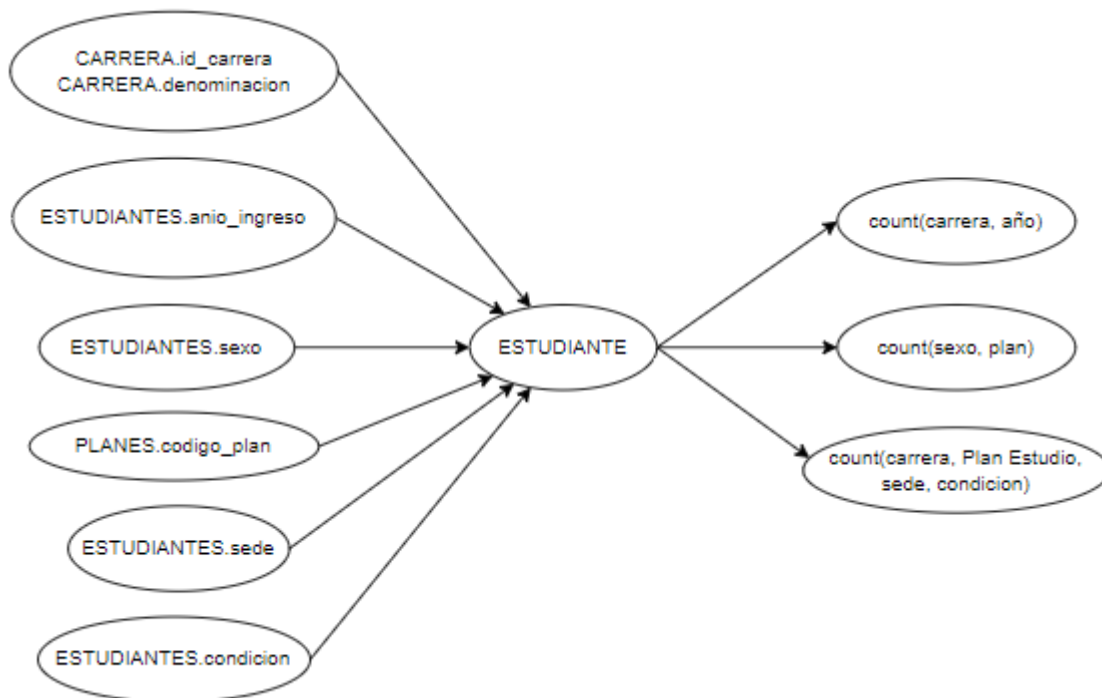 CARRERA.id_carrera
CARRERA.denominacion
ESTUDIANTES.anio_ingreso
ESTUDIANTES.sexo
PLANES.codigo_plan
ESTUDIANTES.sede
ESTUDIANTES.condicion
ESTUDIANTE
count(carrera, año)
count(sexo, plan)
count(carrera, Plan Estudio,
sede, condicion)